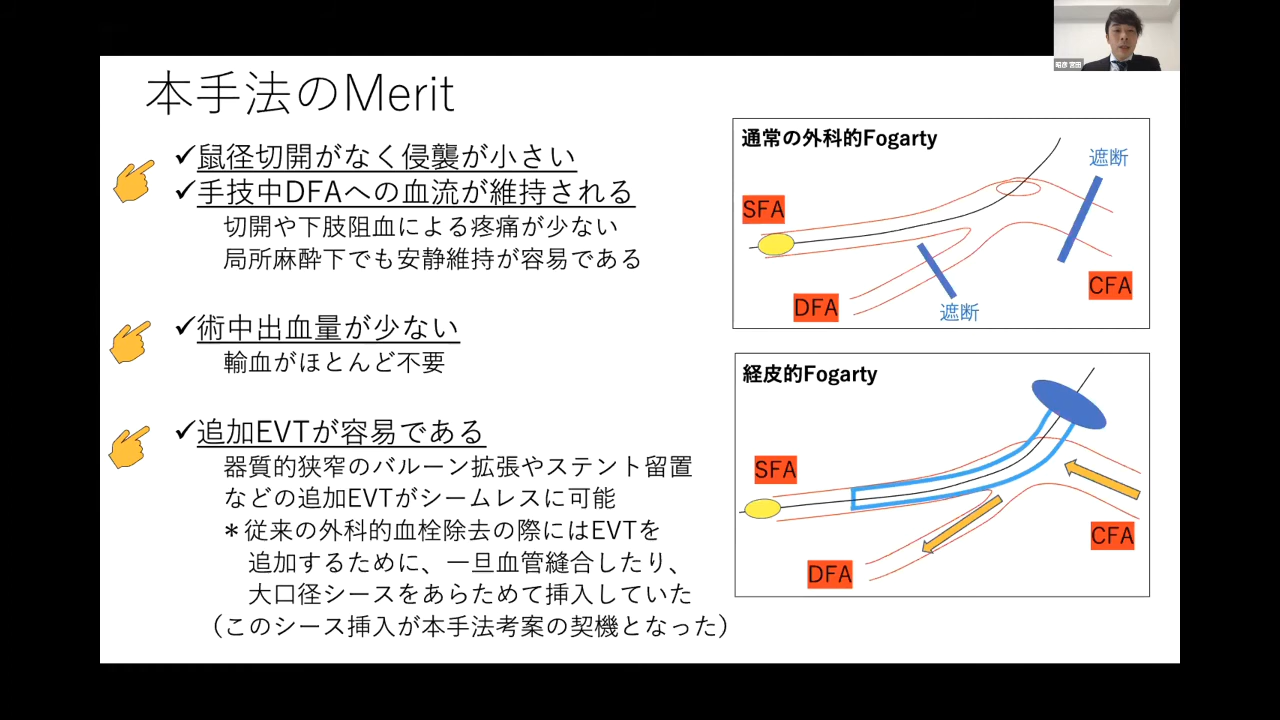 本手法のMerit
✓鼠径切開がなく侵襲が小さい
✓手技中DFAへの血流が維持される
切開や下肢阻血による疼痛が少ない
局所麻酔下でも安静維持が容易である
✓術中出血量が少ない
輸血がほとんど不要
✓追加EVTが容易である
器質的狭窄のバルーン拡張やステント留置
などの追加EVTがシームレスに可能
＊従来の外科的血栓除去の際にはEVTを
追加するために、一旦血管縫合したり、
大口径シースをあらためて挿入していた
（このシース挿入が本手法考案の契機となった）
通常の外科的Fogarty
遮断
SFA
CFA
DFA
遮断
経皮的Fogarty
SFA
CFA
DFA
昭彦 宮田